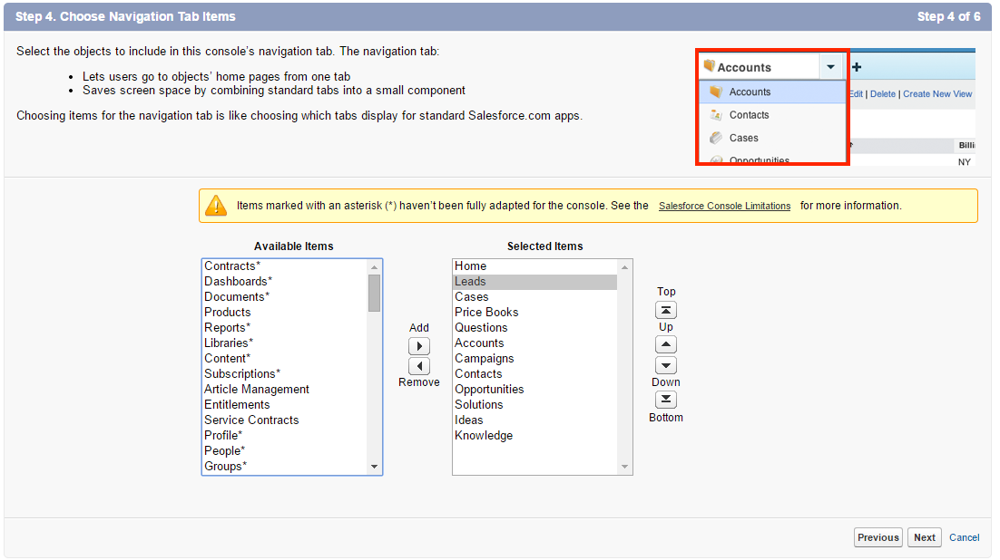 Step 4. Choose Navigation Tab Items
Step 4 of 6
Select the objects to include in this console's navigation tab. The navigation tab:
• Lets users go to objects' home pages from one tab
• Saves screen space by combining standard tabs into a small component
Choosing items for the navigation tab is like choosing which tabs display for standard Salesforce.com apps.
Accounts
Accounts
Contacts
Cases
Opportunities
Edit | Delete | Create New View
Billi
NY
Items marked with an asterisk (*) haven't been fully adapted for the console. See the Salesforce Console Limitations for more information.
Available Items
Contracts*
Dashboards*
Documents*
Products
Reports*
Libraries*
Content*
Subscriptions*
Article Management
Entitlements
Service Contracts
Profile*
People*
Groups*
Add
Remove
Selected Items
Home
Leads
Cases
Price Books
Questions
Accounts
Campaigns
Contacts
Opportunities
Solutions
Ideas
Knowledge
Top
Up
Down
Bottom
Previous
Next
Cancel